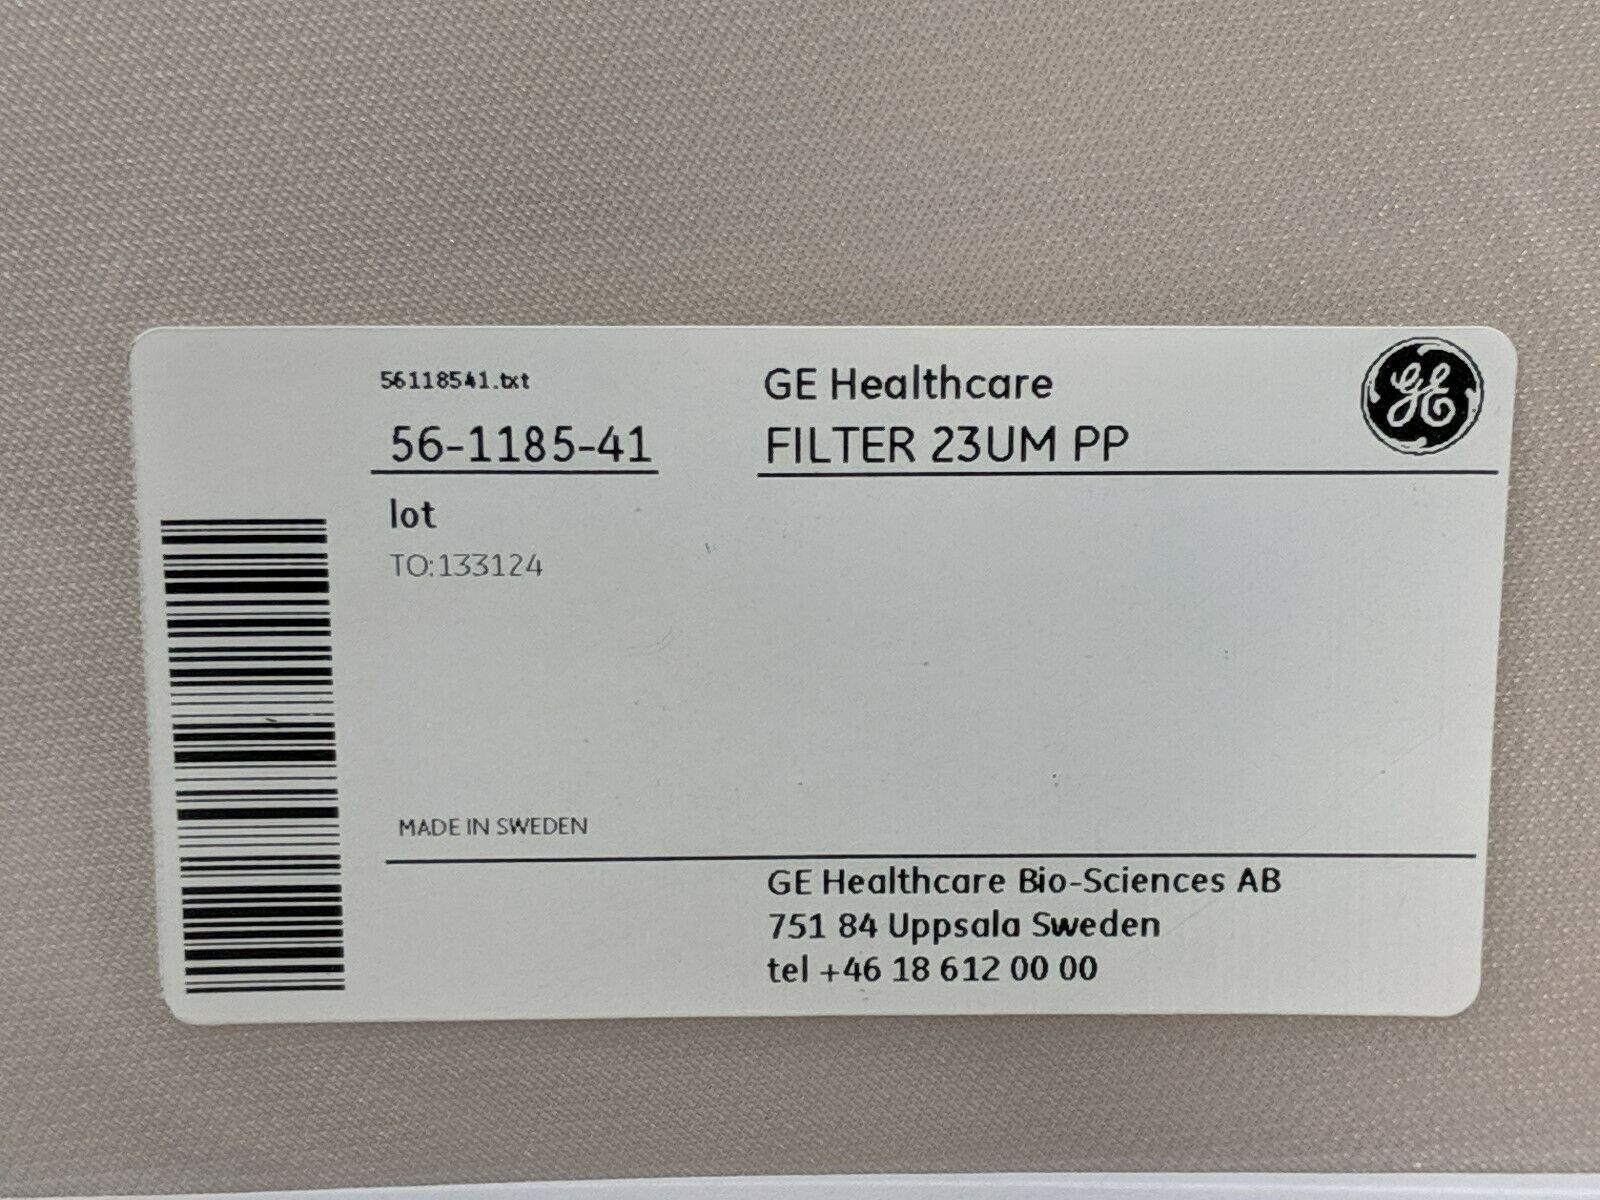 56118541.txt
56-1185-41
lot
TO:133124
MADE IN SWEDEN
GE Healthcare
FILTER 23UM PP
GE
GE Healthcare Bio-Sciences AB
751 84 Uppsala Sweden
tel +46 18 612 00 00